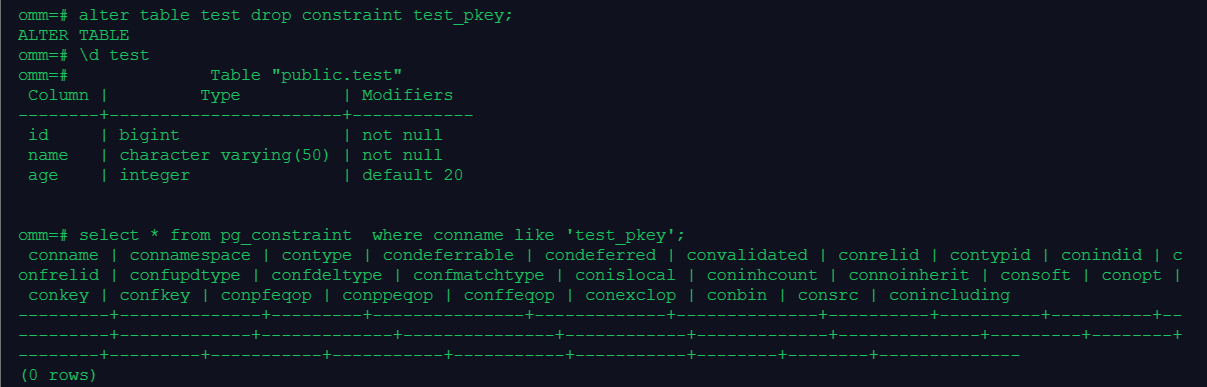 omm=# alter table test drop constraint test_pkey;
ALTER TABLE
omm=# \d test
omm=#              Table "public.test"
 Column |         Type          | Modifiers
--------+-----------------------+------------
 id     | bigint                | not null
 name   | character varying(50) | not null
 age    | integer               | default 20
omm=# select * from pg_constraint  where conname like 'test_pkey';
 conname | connamespace | contype | condeferrable | condeferred | convalidated | conrelid | contypid | conindid | c
onfrelid | confupdtype | confdeltype | confmatchtype | conislocal | coninhcount | connoinherit | consoft | conopt |
 conkey | confkey | conpfeqop | conppeqop | conffeqop | conexclop | conbin | consrc | conincluding
---------+--------------+---------+---------------+-------------+--------------+----------+----------+----------+--
---------+-------------+-------------+---------------+------------+-------------+--------------+---------+--------+
--------+---------+-----------+-----------+-----------+-----------+--------+--------+--------------
(0 rows)